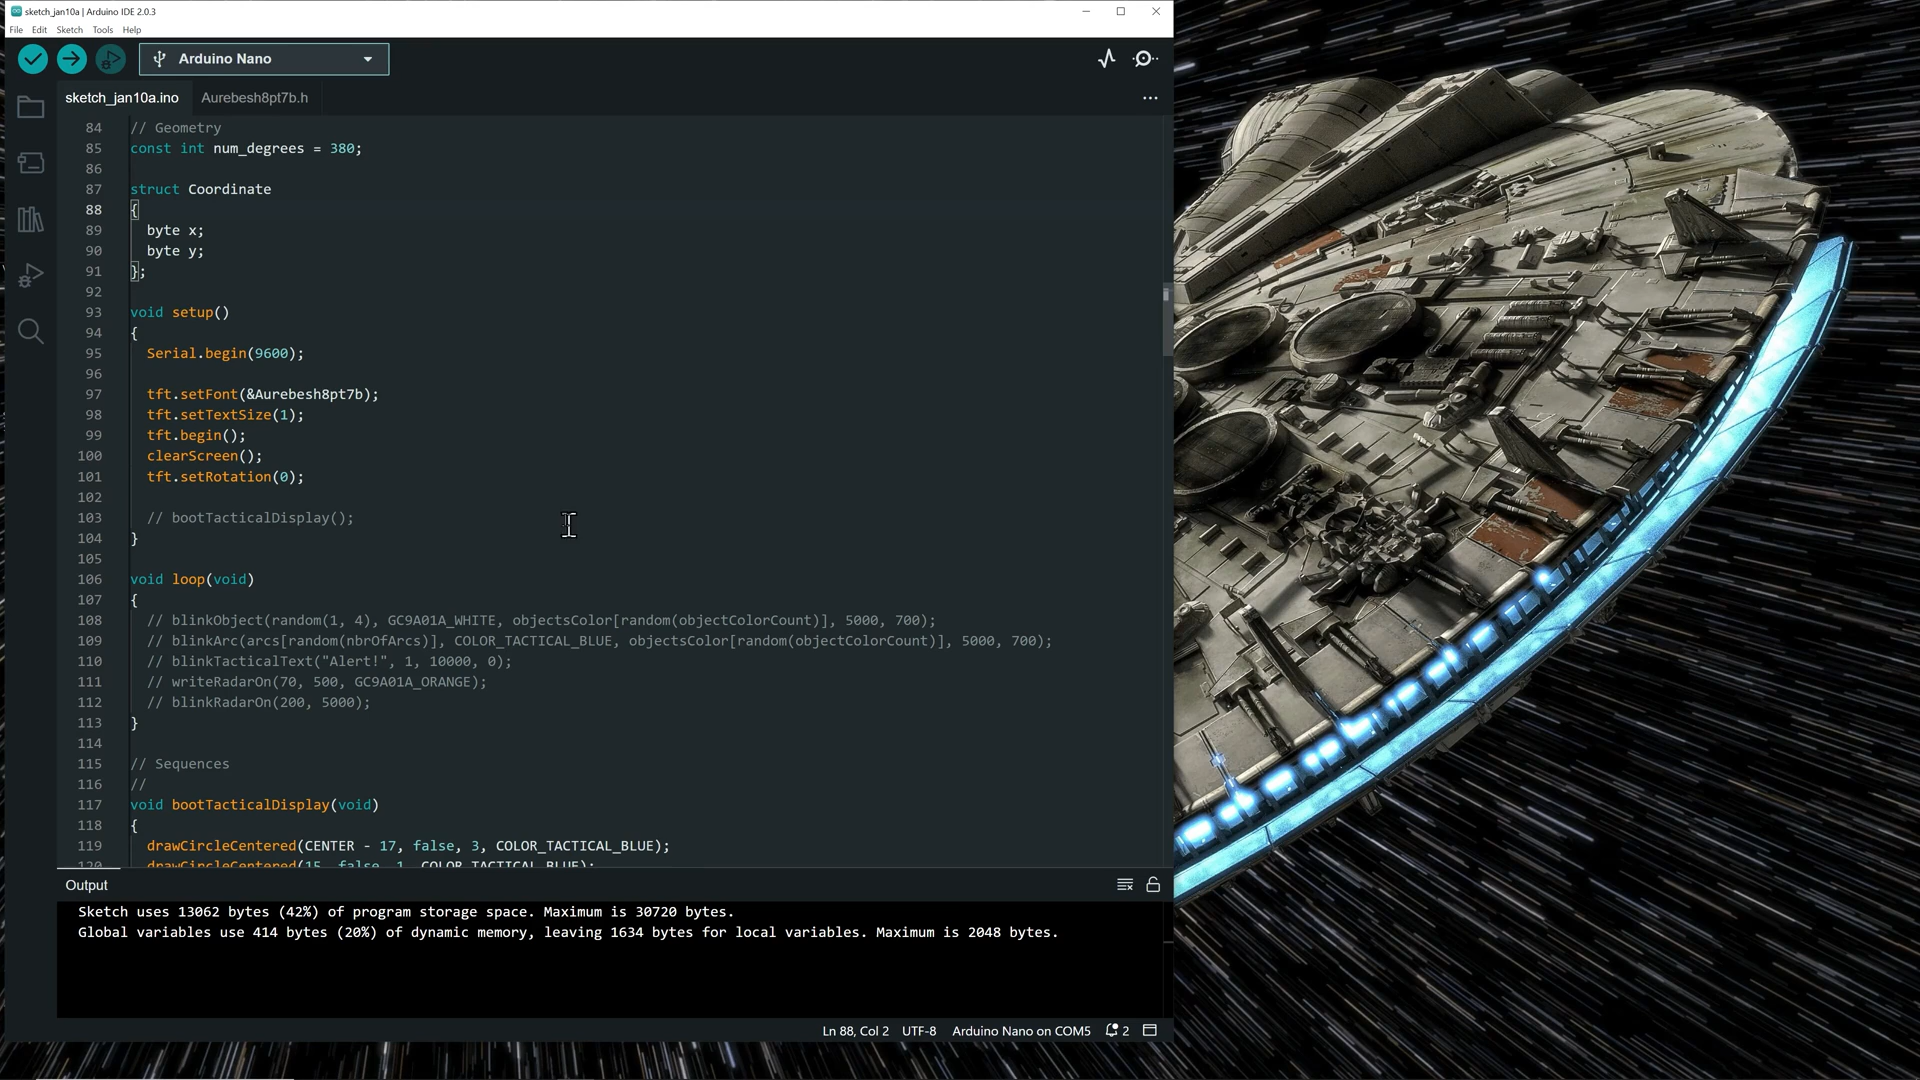 sketch_jan10a | Arduino IDE 2.0.3
File Edit Sketch Tools Help
Arduino Nano
sketch_jan10a.ino Aurebesh8pt7b.h
84 // Geometry
85 const int num_degrees = 380;
86
87 struct Coordinate
88 {
89 byte x;
90 byte y;
91 };
92
93 void setup()
94 {
95 Serial.begin(9600);
96
97 tft.setFont(&Aurebesh8pt7b);
98 tft.setTextSize(1);
99 tft.begin();
100 clearScreen();
101 tft.setRotation(0);
102
103 // bootTacticalDisplay();
104 }
105
106 void loop(void)
107 {
108 // blinkObject(random(1, 4), GC9A01A_WHITE, objectsColor[random(objectColorCount)], 5000, 700);
109 // blinkArc(arcs[random(nbrOfArcs)], COLOR_TACTICAL_BLUE, objectsColor[random(objectColorCount)], 5000, 700);
110 // blinkTacticalText("Alert!", 1, 10000, 0);
111 // writeRadarOn(70, 500, GC9A01A_ORANGE);
112 // blinkRadarOn(200, 5000);
113 }
114
115 // Sequences
116 //
117 void bootTacticalDisplay(void)
118 {
119 drawCircleCentered(CENTER - 17, false, 3, COLOR_TACTICAL_BLUE);
120 drawCircleCentered(15, false, 1, COLOR_TACTICAL_BLUE);
Output
Sketch uses 13062 bytes (42%) of program storage space. Maximum is 30720 bytes.
Global variables use 414 bytes (20%) of dynamic memory, leaving 1634 bytes for local variables. Maximum is 2048 bytes.
Ln 88, Col 2 UTF-8 Arduino Nano on COM5 2